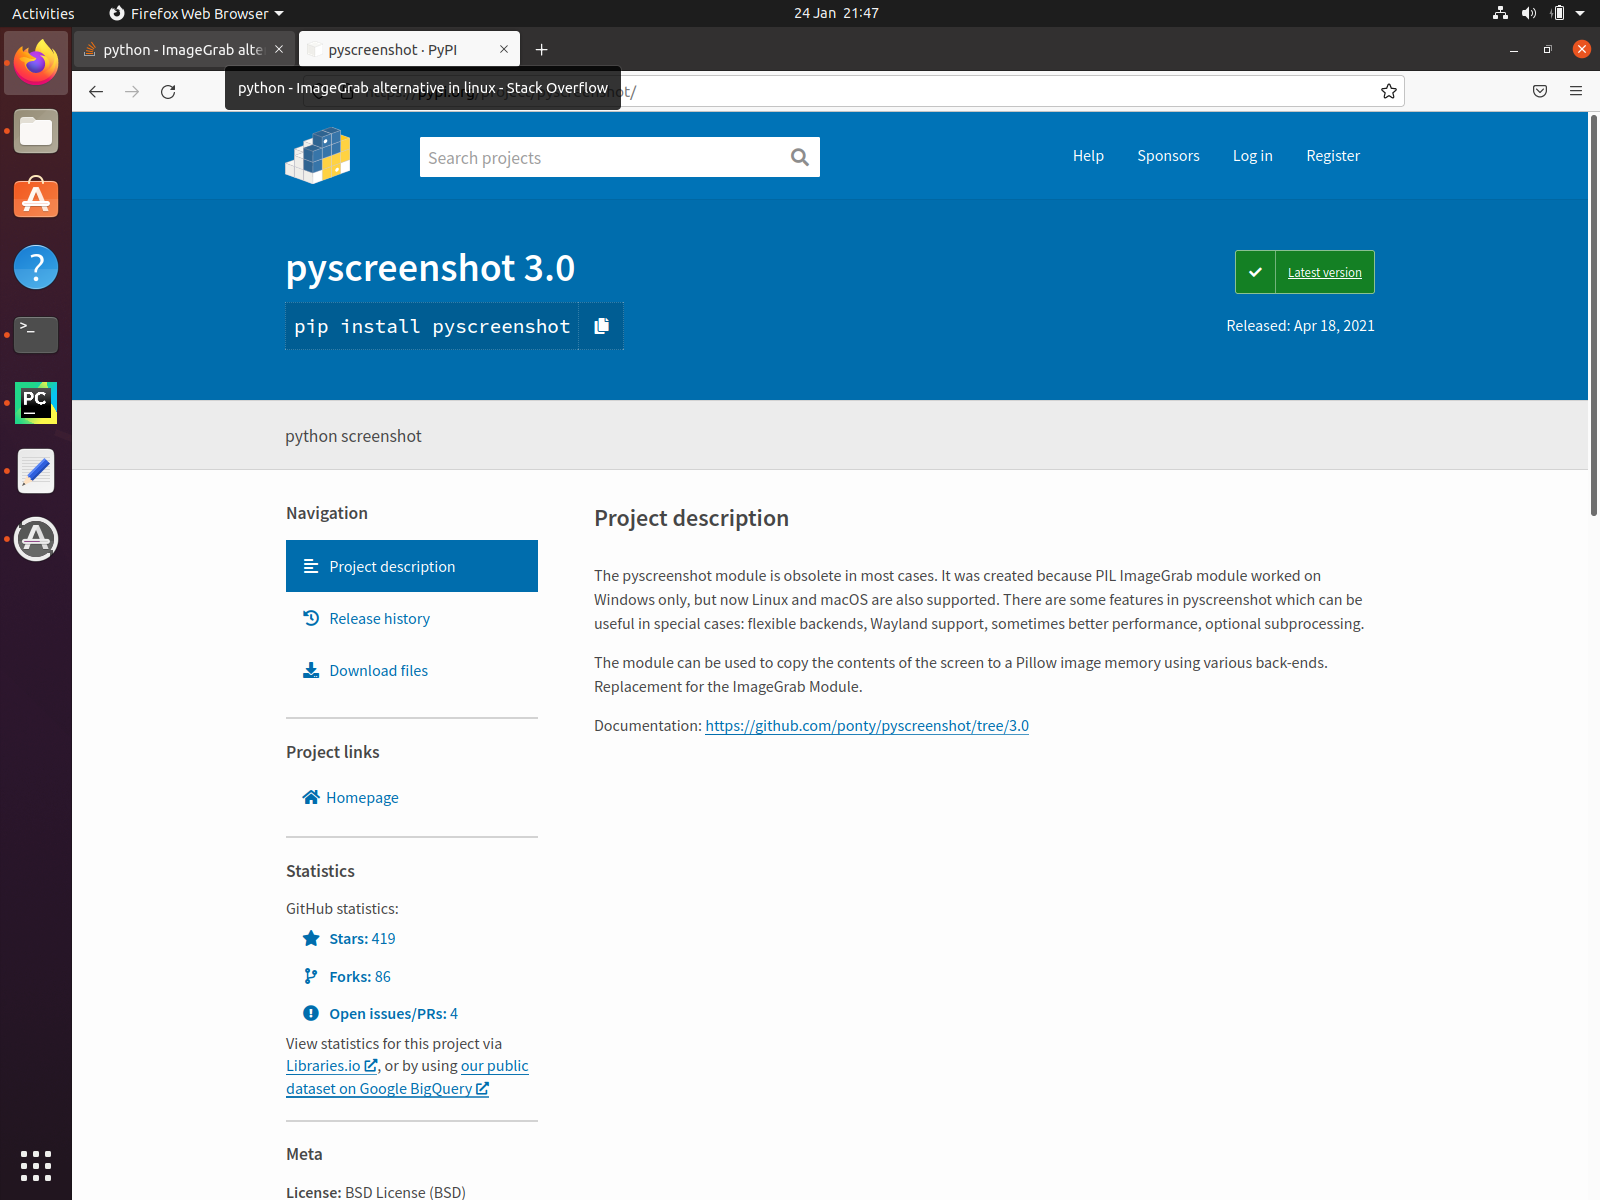 Activities
Firefox Web Browser
24 Jan 21:47
python - ImageGrab alte
pyscreenshot · PyPI
python - ImageGrab alternative in linux - Stack Overflow
Search projects
Help
Sponsors
Log in
Register
pyscreenshot 3.0
Latest version
pip install pyscreenshot
Released: Apr 18, 2021
python screenshot
Navigation
Project description
Release history
Download files
Project links
Homepage
Statistics
GitHub statistics:
Stars: 419
Forks: 86
Open issues/PRs: 4
View statistics for this project via
Libraries.io, or by using our public
dataset on Google BigQuery
Meta
License: BSD License (BSD)
Project description
The pyscreenshot module is obsolete in most cases. It was created because PIL ImageGrab module worked on
Windows only, but now Linux and macOS are also supported. There are some features in pyscreenshot which can be
useful in special cases: flexible backends, Wayland support, sometimes better performance, optional subprocessing.
The module can be used to copy the contents of the screen to a Pillow image memory using various back-ends.
Replacement for the ImageGrab Module.
Documentation: https://github.com/ponty/pyscreenshot/tree/3.0
PC